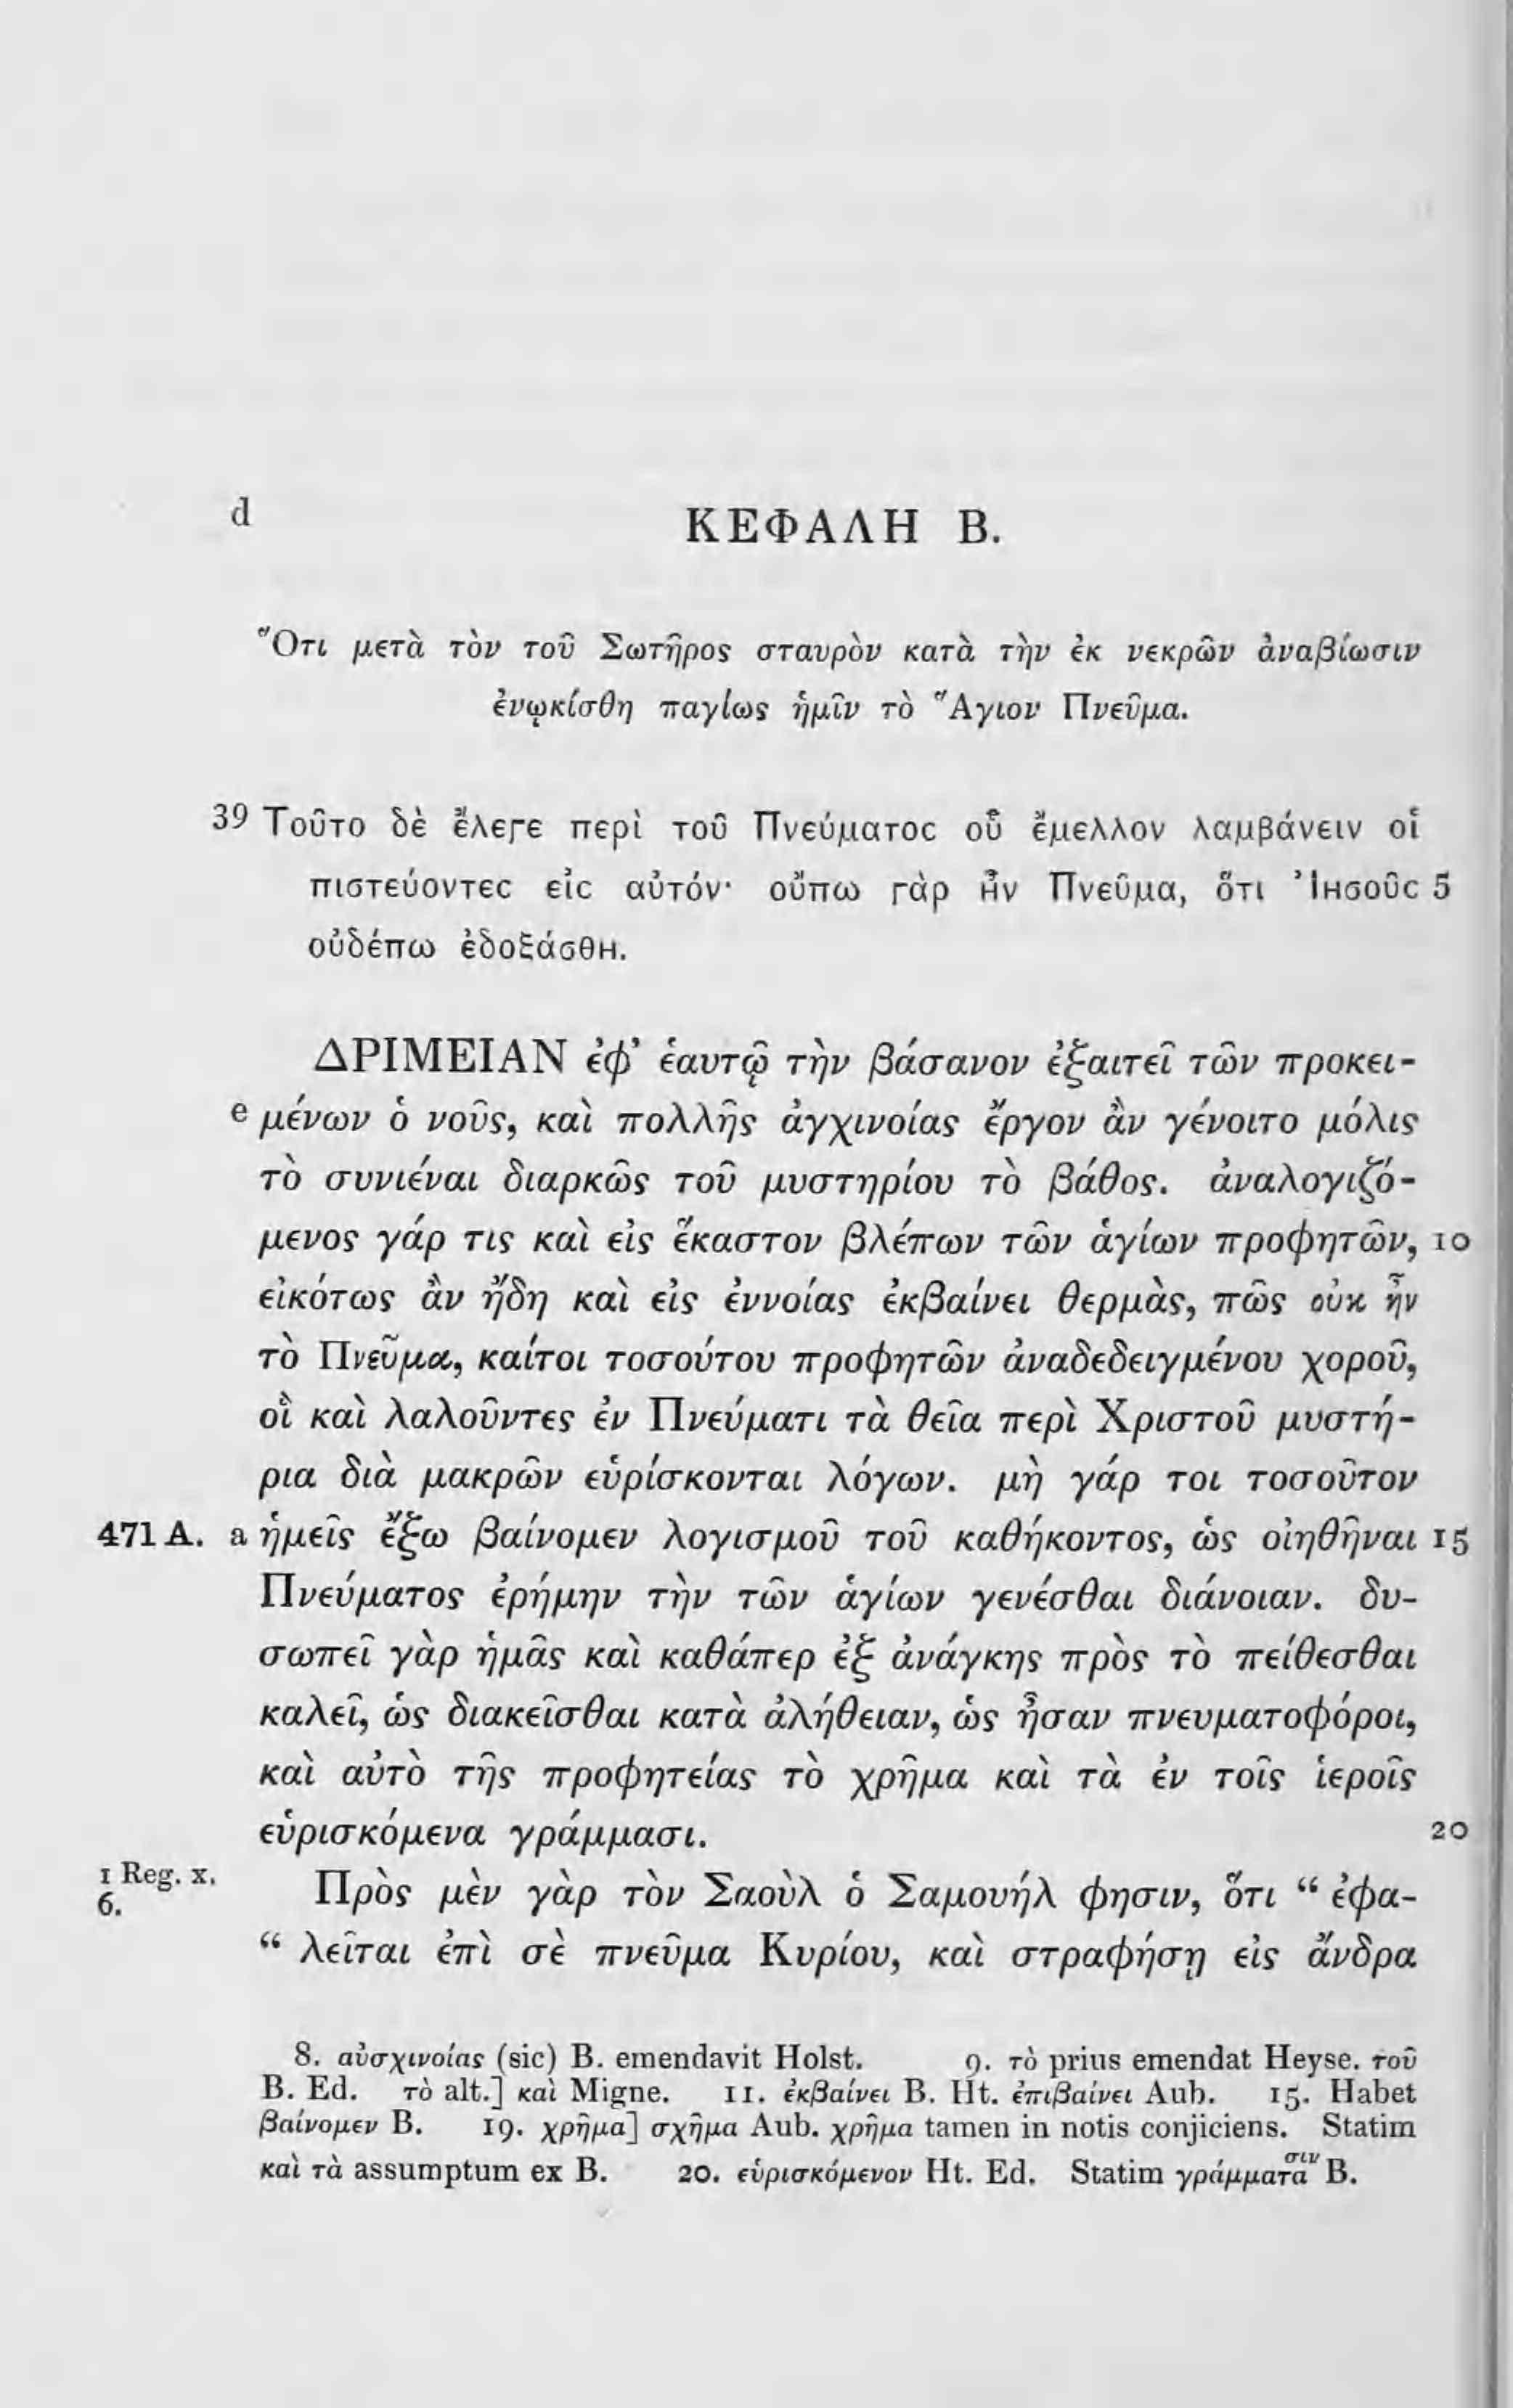 d ΚΕΦΑΛΗ Β.
Ὅτι μετὰ τὸν τοῦ Σωτῆρος σταυρὸν κατὰ τὴν ἐκ νεκρῶν ἀναβίωσιν
ἐνῳκίσθη παγίως ἡμῖν τὸ Ἅγιον Πνεῦμα.
39 Τοῦτο δὲ ἔλεγε περὶ τοῦ Πνεύματος οὗ ἔμελλον λαμβάνειν οἱ
πιστεύοντες εἰς αὐτόν· οὔπω γὰρ ἦν Πνεῦμα, ὅτι Ἰησοῦς 5
οὐδέπω ἐδοξάσθη.
ΔΡΙΜΕΙΑΝ ἐφ’ ἑαυτῷ τὴν βάσανον ἐξαιτεῖ τῶν προκει-
e μένων ὁ νοῦς, καὶ πολλῆς ἀγχινοίας ἔργον ἂν γένοιτο μόλις
τὸ συνιέναι διαρκῶς τοῦ μυστηρίου τὸ βάθος. ἀναλογιζό-
μενος γάρ τις καὶ εἰς ἕκαστον βλέπων τῶν ἁγίων προφητῶν, 10
εἰκότως ἂν ἤδη καὶ εἰς ἐννοίας ἐκβαίνει θερμὰς, πῶς οὐκ ἦν
τὸ Πνεῦμα, καίτοι τοσούτου προφητῶν ἀναδεδειγμένου χοροῦ,
οἳ καὶ λαλοῦντες ἐν Πνεύματι τὰ θεῖα περὶ Χριστοῦ μυστή-
ρια διὰ μακρῶν εὑρίσκονται λόγων. μὴ γάρ τοι τοσοῦτον
471 A. a ἡμεῖς ἔξω βαίνομεν λογισμοῦ τοῦ καθήκοντος, ὡς οἰηθῆναι 15
Πνεύματος ἐρήμην τὴν τῶν ἁγίων γενέσθαι διάνοιαν. δυ-
σωπεῖ γὰρ ἡμᾶς καὶ καθάπερ ἐξ ἀνάγκης πρὸς τὸ πείθεσθαι
καλεῖ, ὡς διακεῖσθαι κατὰ ἀλήθειαν, ὡς ἦσαν πνευματοφόροι,
καὶ αὐτὸ τῆς προφητείας τὸ χρῆμα καὶ τὰ ἐν τοῖς ἱεροῖς
εὑρισκόμενα γράμμασι. 20
1 Reg. x. 6. Πρὸς μὲν γὰρ τὸν Σαοὺλ ὁ Σαμουήλ φησιν, ὅτι “ ἐφα-
“ λεῖται ἐπὶ σὲ πνεῦμα Κυρίου, καὶ στραφήσῃ εἰς ἄνδρα
8. αὐσχινοίας (sic) B. emendavit Holst. 9. τὸ prius emendat Heyse. τοῦ
B. Ed. τὸ alt.] καὶ Migne. 11. ἐκβαίνει B. Ht. ἐπιβαίνει Aub. 15. Habet
βαίνομεν B. 19. χρῆμα] σχῆμα Aub. χρῆμα tamen in notis conjiciens. Statim
καὶ τὰ assumptum ex B. 20. εὑρισκόμενον Ht. Ed. Statim γράμματασιν B.